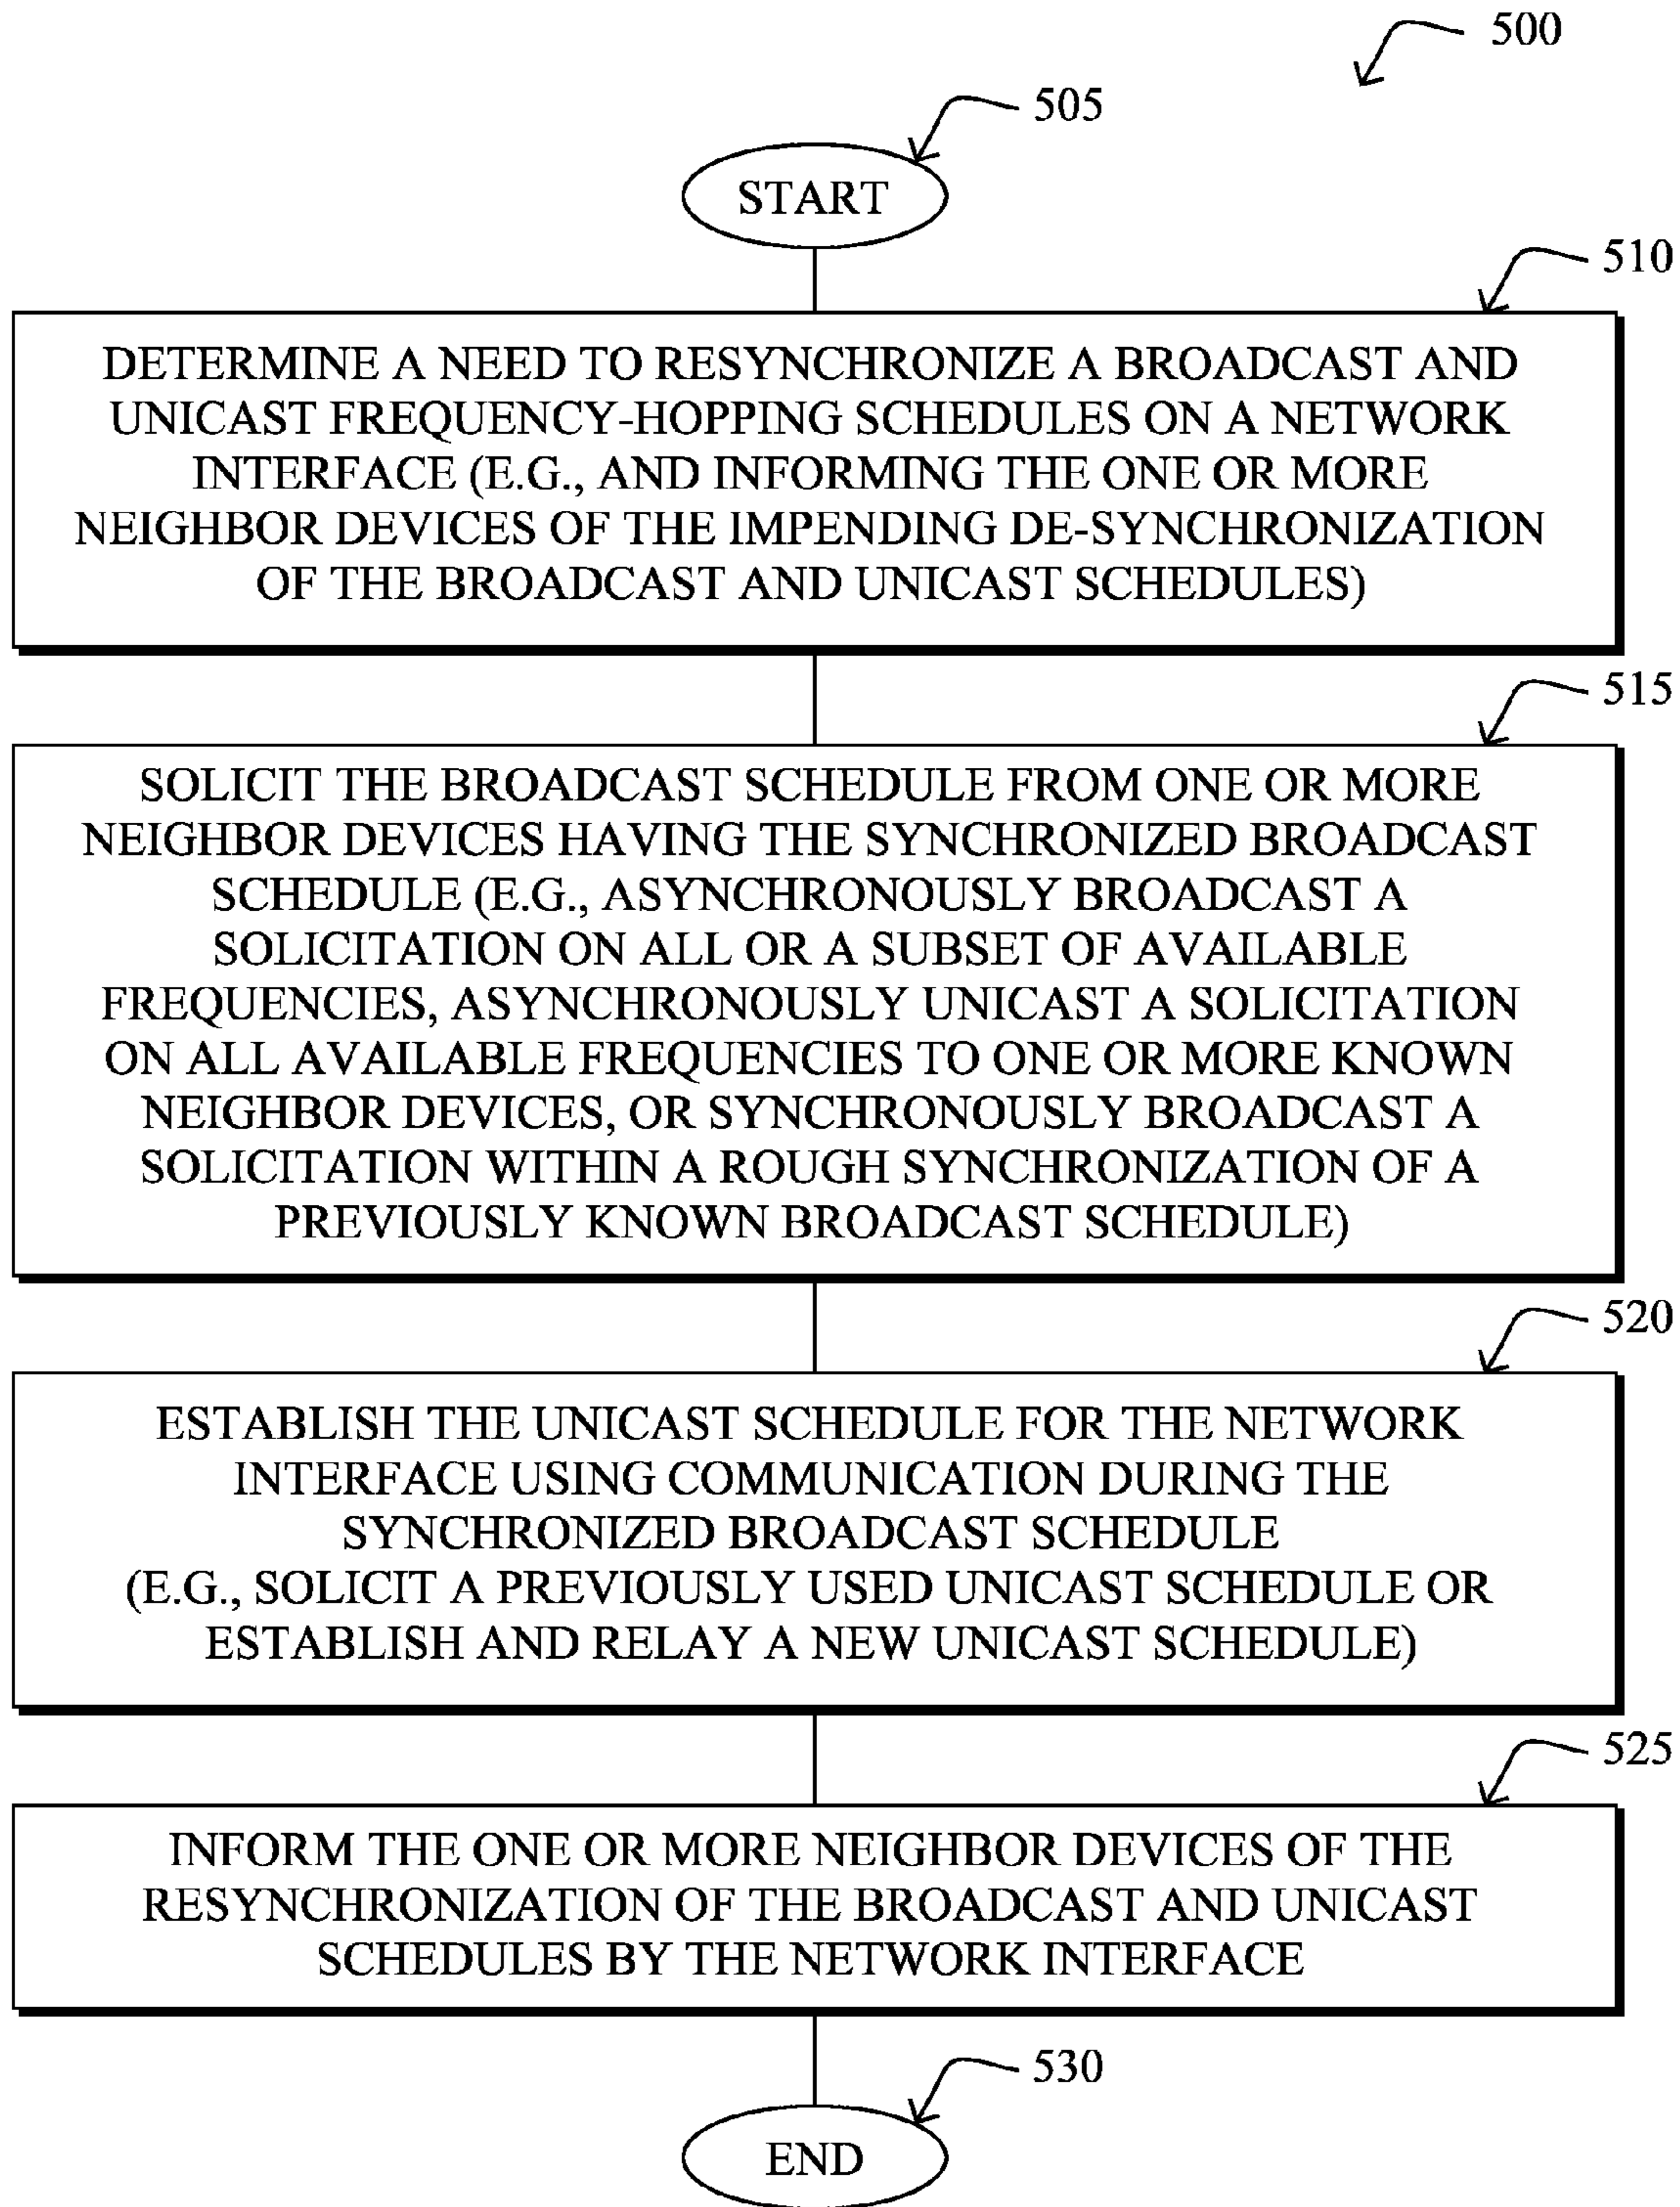 500
505
START
510
DETERMINE A NEED TO RESYNCHRONIZE A BROADCAST AND
UNICAST FREQUENCY-HOPPING SCHEDULES ON A NETWORK
INTERFACE (E.G., AND INFORMING THE ONE OR MORE
NEIGHBOR DEVICES OF THE IMPENDING DE-SYNCHRONIZATION
OF THE BROADCAST AND UNICAST SCHEDULES)
515
SOLICIT THE BROADCAST SCHEDULE FROM ONE OR MORE
NEIGHBOR DEVICES HAVING THE SYNCHRONIZED BROADCAST
SCHEDULE (E.G., ASYNCHRONOUSLY BROADCAST A
SOLICITATION ON ALL OR A SUBSET OF AVAILABLE
FREQUENCIES, ASYNCHRONOUSLY UNICAST A SOLICITATION
ON ALL AVAILABLE FREQUENCIES TO ONE OR MORE KNOWN
NEIGHBOR DEVICES, OR SYNCHRONOUSLY BROADCAST A
SOLICITATION WITHIN A ROUGH SYNCHRONIZATION OF A
PREVIOUSLY KNOWN BROADCAST SCHEDULE)
520
ESTABLISH THE UNICAST SCHEDULE FOR THE NETWORK
INTERFACE USING COMMUNICATION DURING THE
SYNCHRONIZED BROADCAST SCHEDULE
(E.G., SOLICIT A PREVIOUSLY USED UNICAST SCHEDULE OR
ESTABLISH AND RELAY A NEW UNICAST SCHEDULE)
525
INFORM THE ONE OR MORE NEIGHBOR DEVICES OF THE
RESYNCHRONIZATION OF THE BROADCAST AND UNICAST
SCHEDULES BY THE NETWORK INTERFACE
530
END